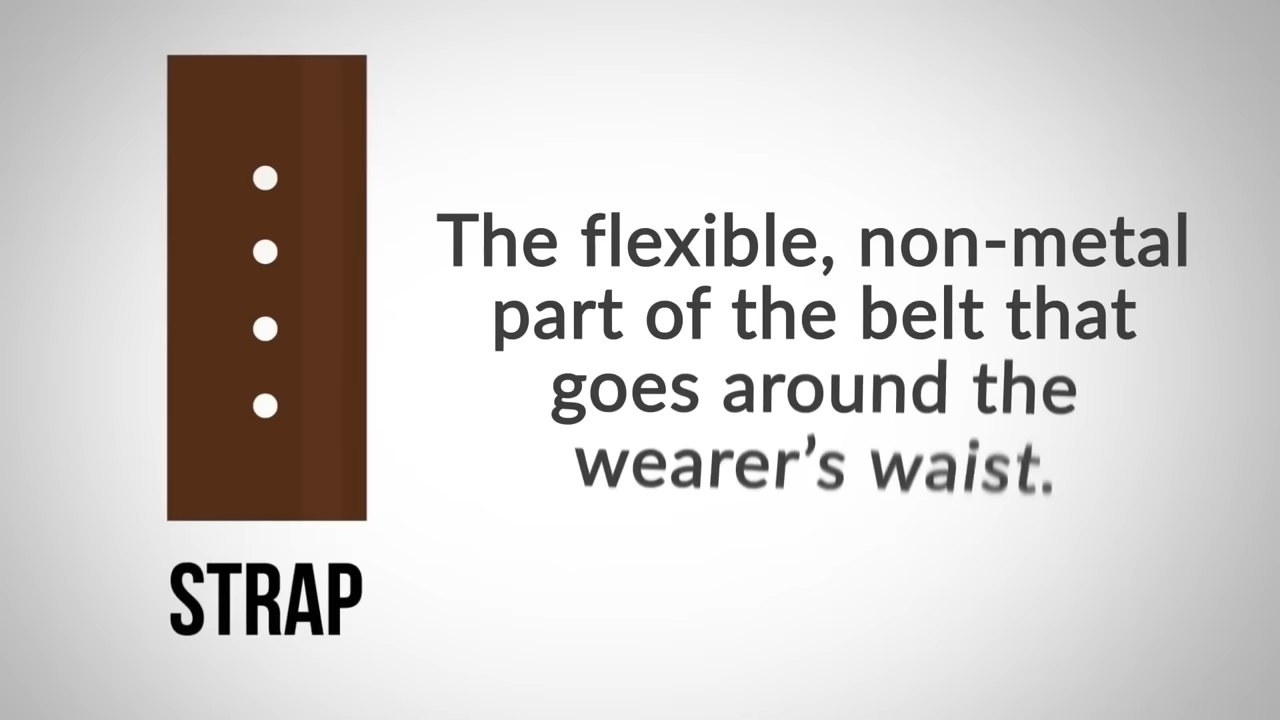 The flexible, non-metal
part of the belt that
goes around the
wearer’s waist.
STRAP